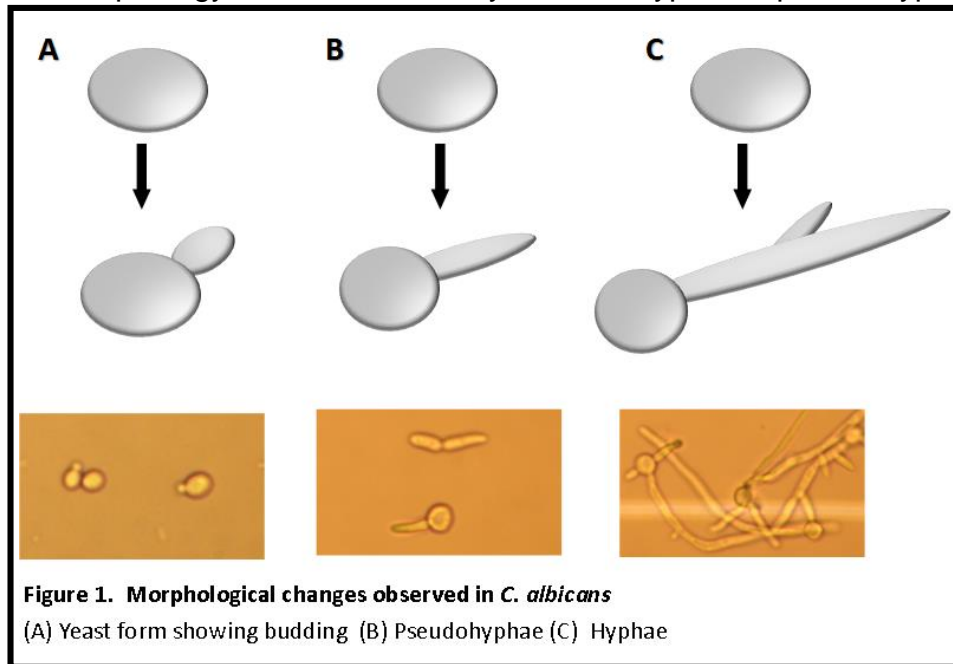 A B C
Figure 1. Morphological changes observed in C. albicans
(A) Yeast form showing budding (B) Pseudohyphae (C) Hyphae